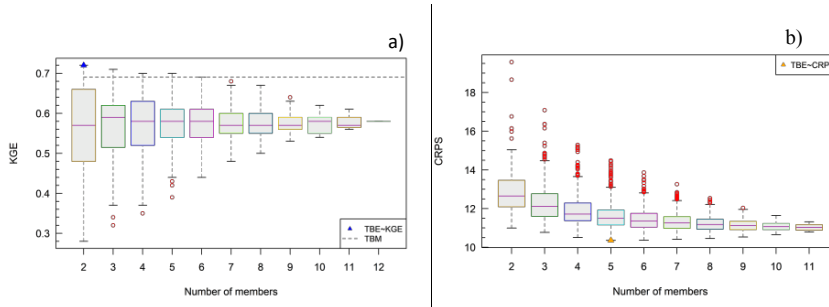 a)
0.7
0.6
KGE
0.5
0.4
0.3
TBE~KGE
TBM
2 3 4 5 6 7 8 9 10 11 12
Number of members
b)
TBE~CRP
18
16
CRPS
14
12
10
2 3 4 5 6 7 8 9 10 11
Number of members